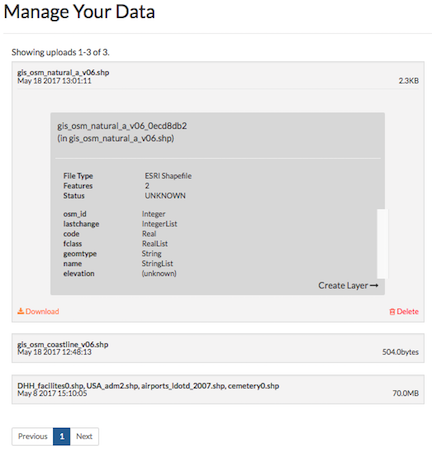 Manage Your Data
Showing uploads 1-3 of 3.
gis_osm_natural_a_v06.shp
May 18 2017 13:01:11 2.3KB
gis_osm_natural_a_v06_0ecd8db2
(in gis_osm_natural_a_v06.shp)
File Type ESRI Shapefile
Features 2
Status UNKNOWN
osm_id Integer
lastchange IntegerList
code Real
fclass RealList
geomtype String
name StringList
elevation (unknown)
Create Layer
Download Delete
gis_osm_coastline_v06.shp
May 18 2017 12:48:13 504.0bytes
DHH_facilites0.shp, USA_adm2.shp, airports_ldotd_2007.shp, cemetery0.shp
May 8 2017 15:10:05 70.0MB
Previous 1 Next